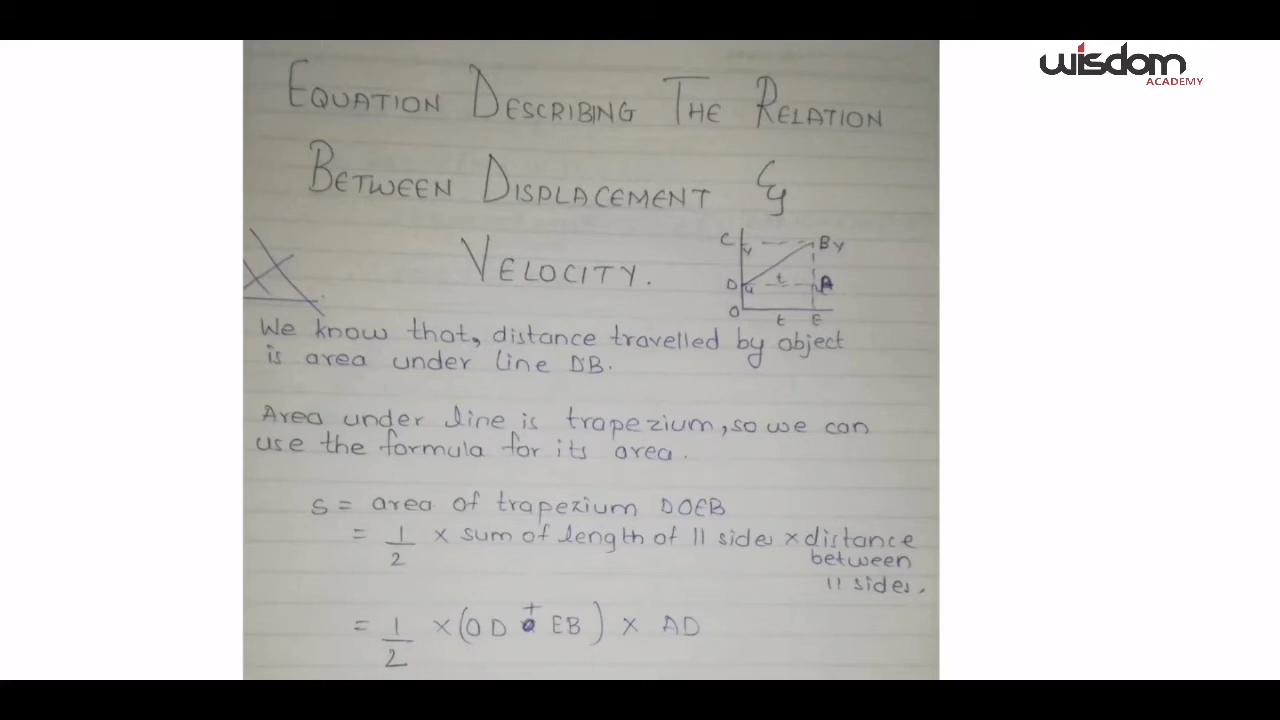 wisdom
ACADEMY
EQUATION DESCRIBING THE RELATION
BETWEEN DISPLACEMENT &
VELOCITY.
C V B V
D u t A
O t E
We know that, distance travelled by object
is area under line DB.
Area under line is trapezium, so we can
use the formula for its area.
s = area of trapezium DOEB
= 1/2 × sum of length of 11 sides × distance
between
11 sides.
= 1/2 × (OD + EB) × AD